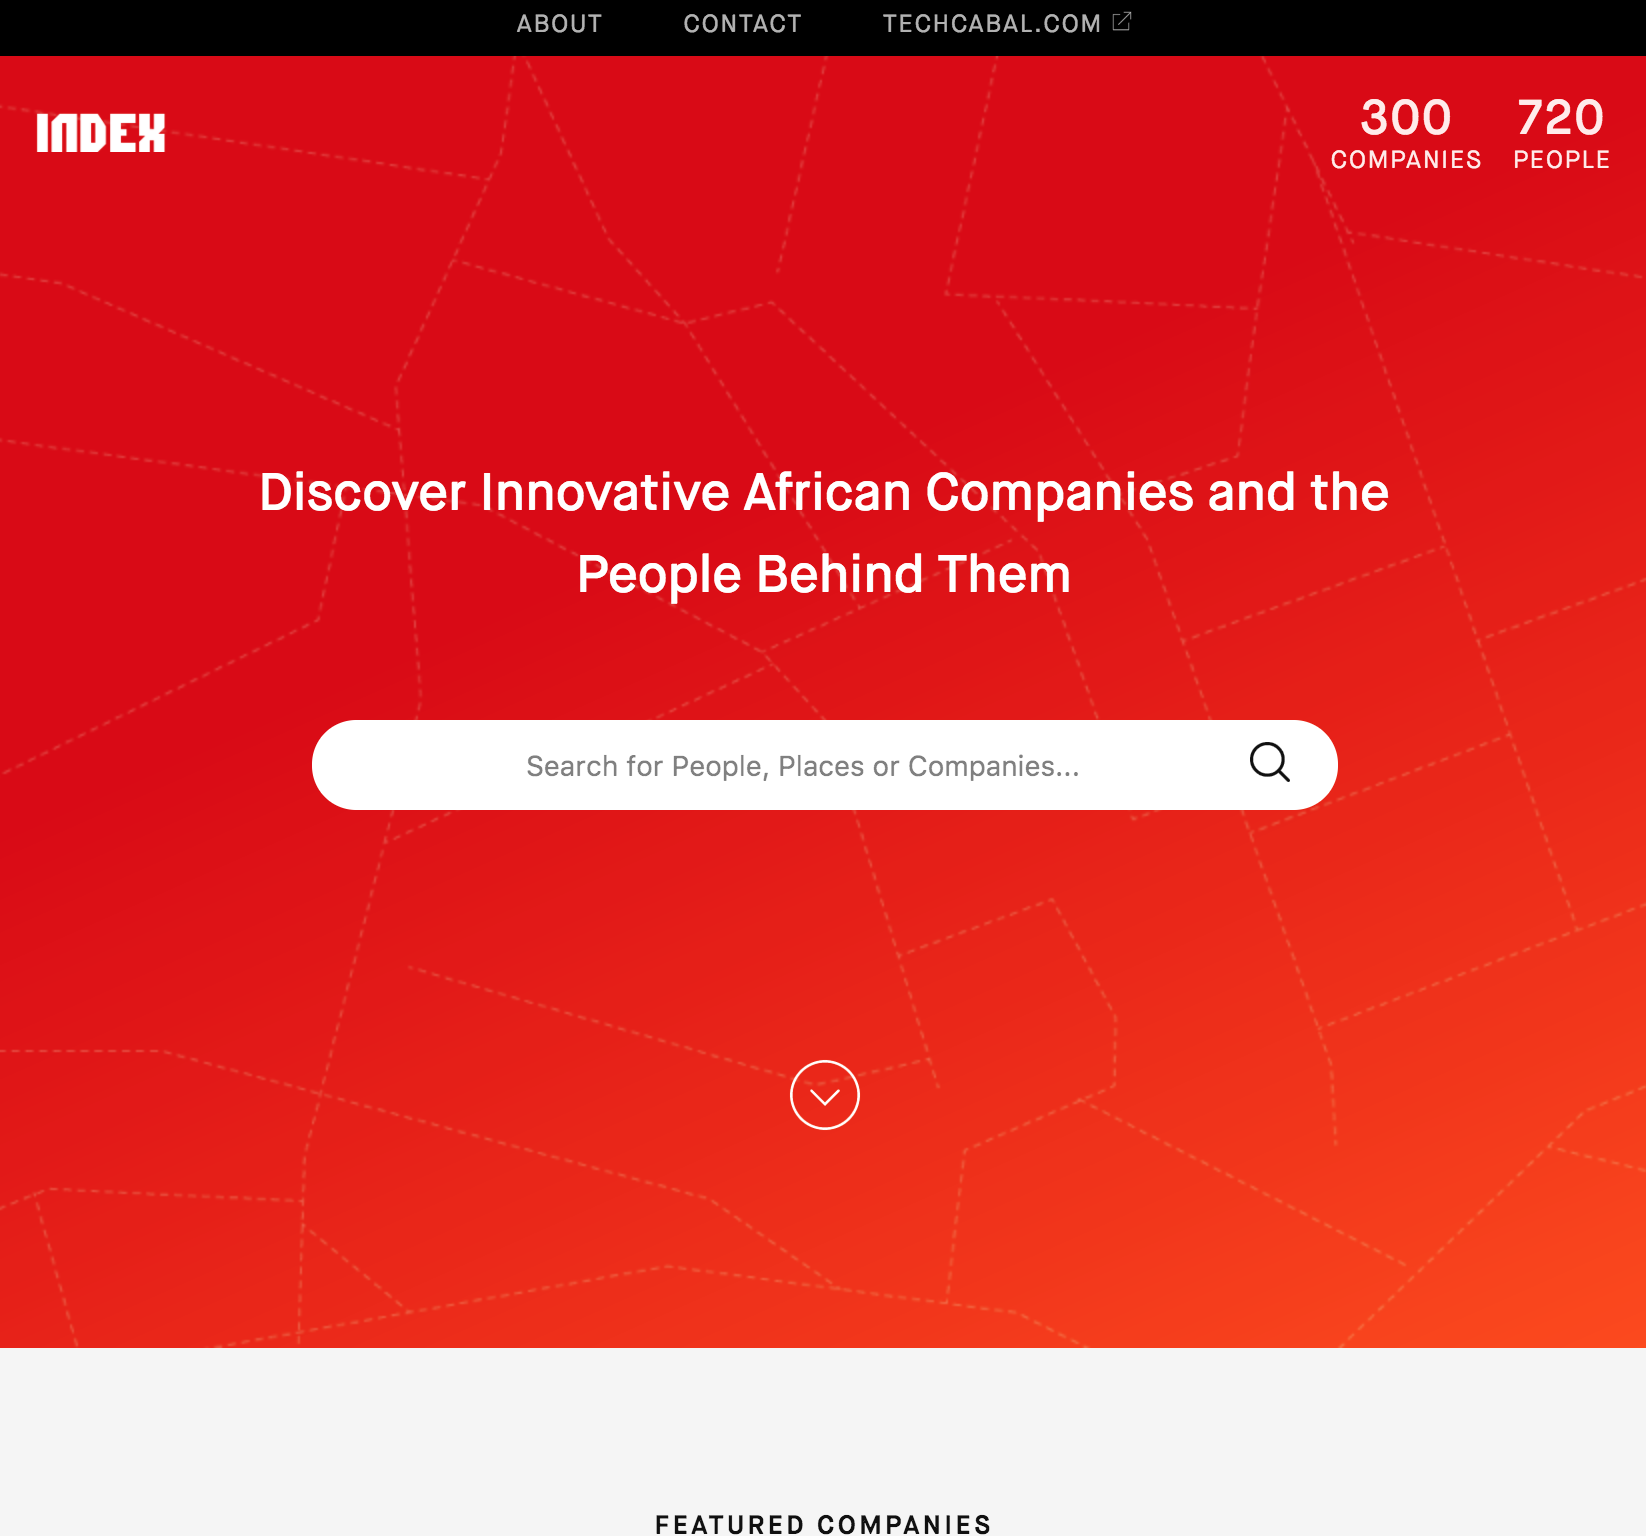 ABOUT CONTACT TECHCABAL.COM
INDEX
300 720
COMPANIES PEOPLE
Discover Innovative African Companies and the
People Behind Them
Search for People, Places or Companies...
FEATURED COMPANIES